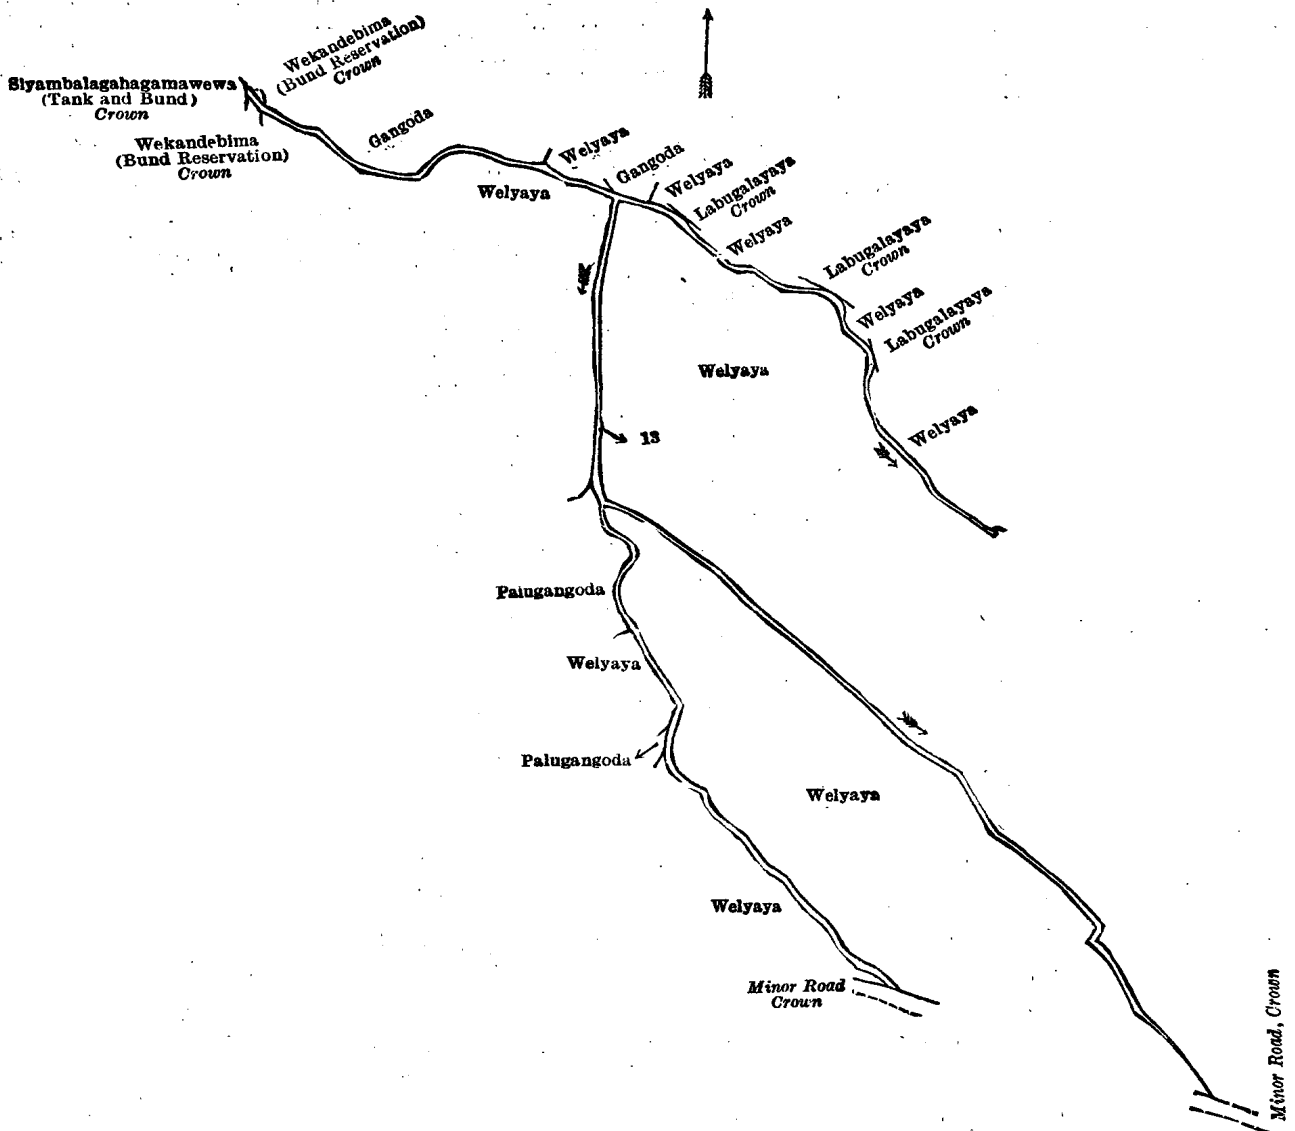 Wekandebima
(Bund Reservation)
Crown
Siyambalagahagamawewa
(Tank and Bund)
Crown
Wekandebima
(Bund Reservation)
Crown
Gangoda
Welyaya
Welyaya
Gangoda
Welyaya
Labugalayaya
Crown
Welyaya
Labugalayaya
Crown
Welyaya
Labugalayaya
Crown
Welyaya
Welyaya
13
Palugangoda
Welyaya
Palugangoda
Welyaya
Welyaya
Minor Road
Crown
Minor Road, Crown